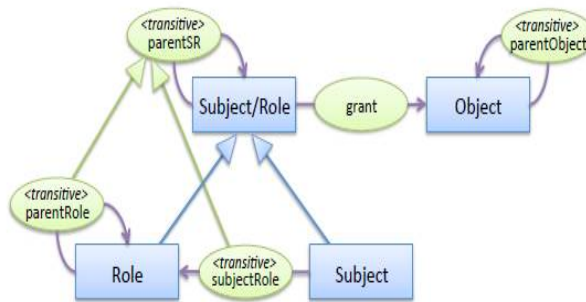 <transitive>
parentSR
<transitive>
parentObject
Subject/Role
grant
Object
<transitive>
parentRole
Role
<transitive>
subjectRole
Subject